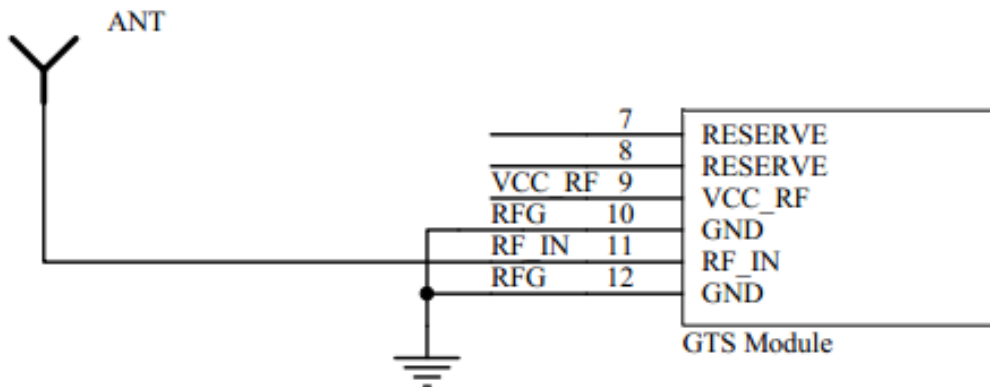 ANT
7 RESERVE
8 RESERVE
VCC_RF 9 VCC_RF
RFG 10 GND
RF_IN 11 RF_IN
RFG 12 GND
GTS Module